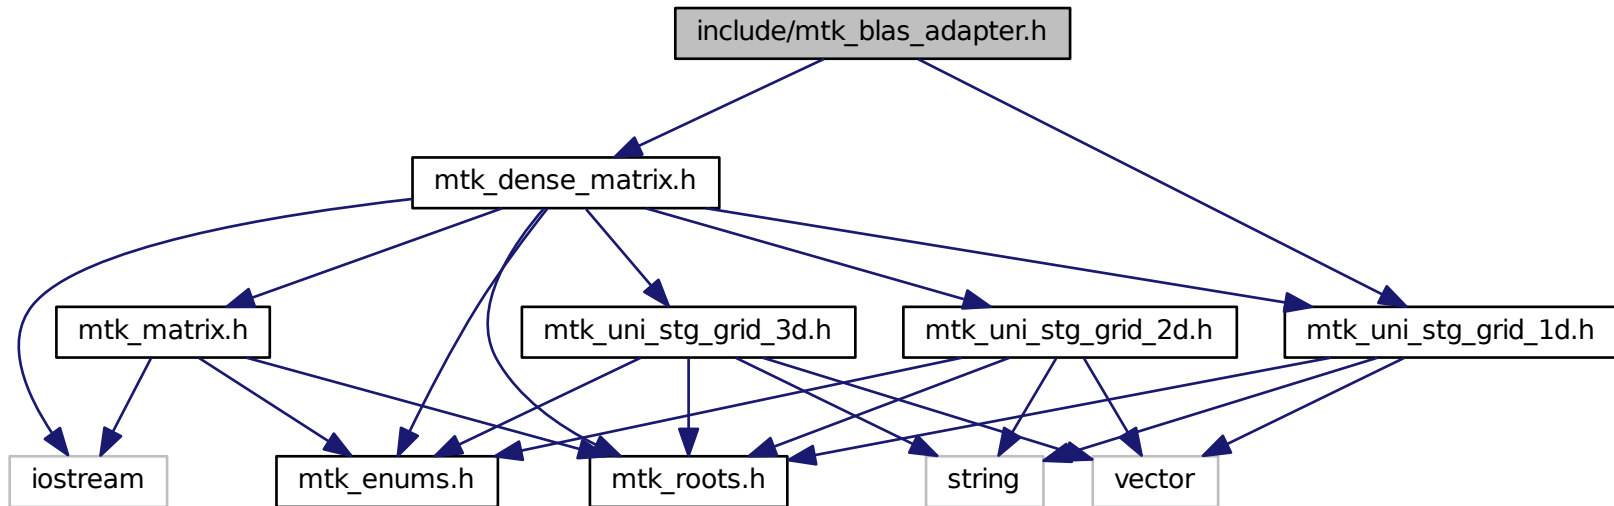 include/mtk_blas_adapter.h
mtk_dense_matrix.h
mtk_matrix.h
mtk_uni_stg_grid_3d.h
mtk_uni_stg_grid_2d.h
mtk_uni_stg_grid_1d.h
iostream
mtk_enums.h
mtk_roots.h
string
vector